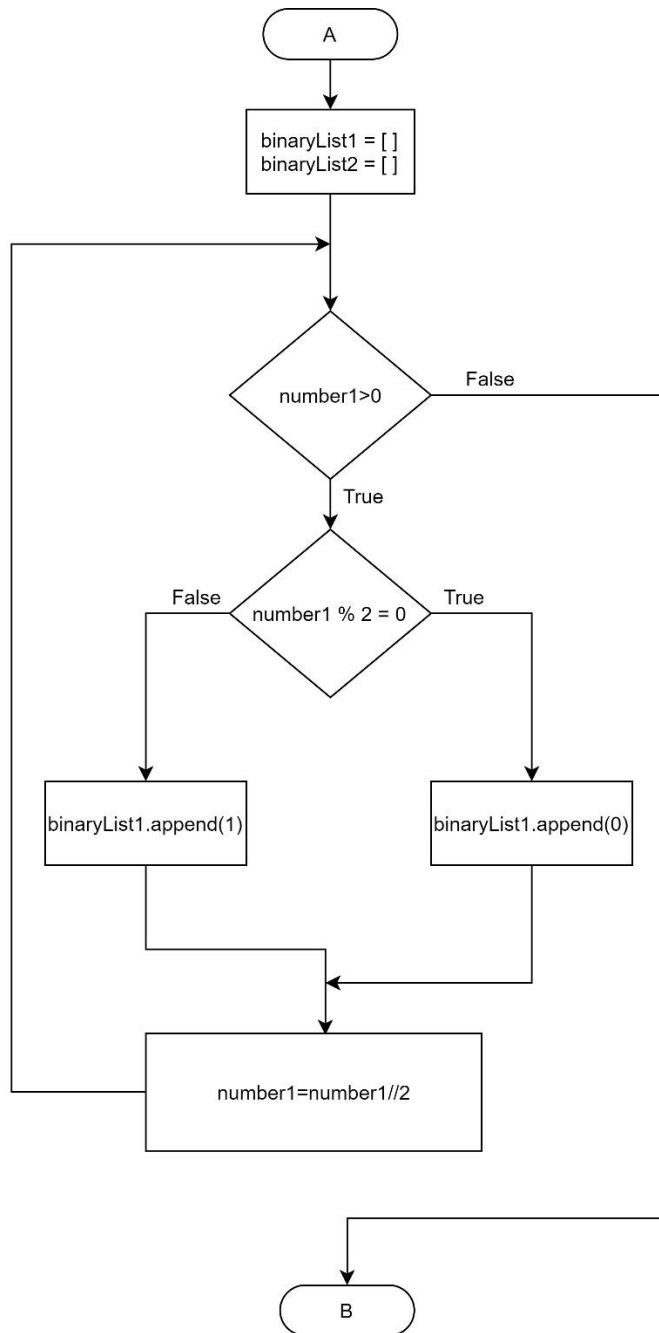 A
binaryList1 = [ ]
binaryList2 = [ ]
number1>0
False
True
number1 % 2 = 0
False
True
binaryList1.append(1)
binaryList1.append(0)
number1=number1//2
B